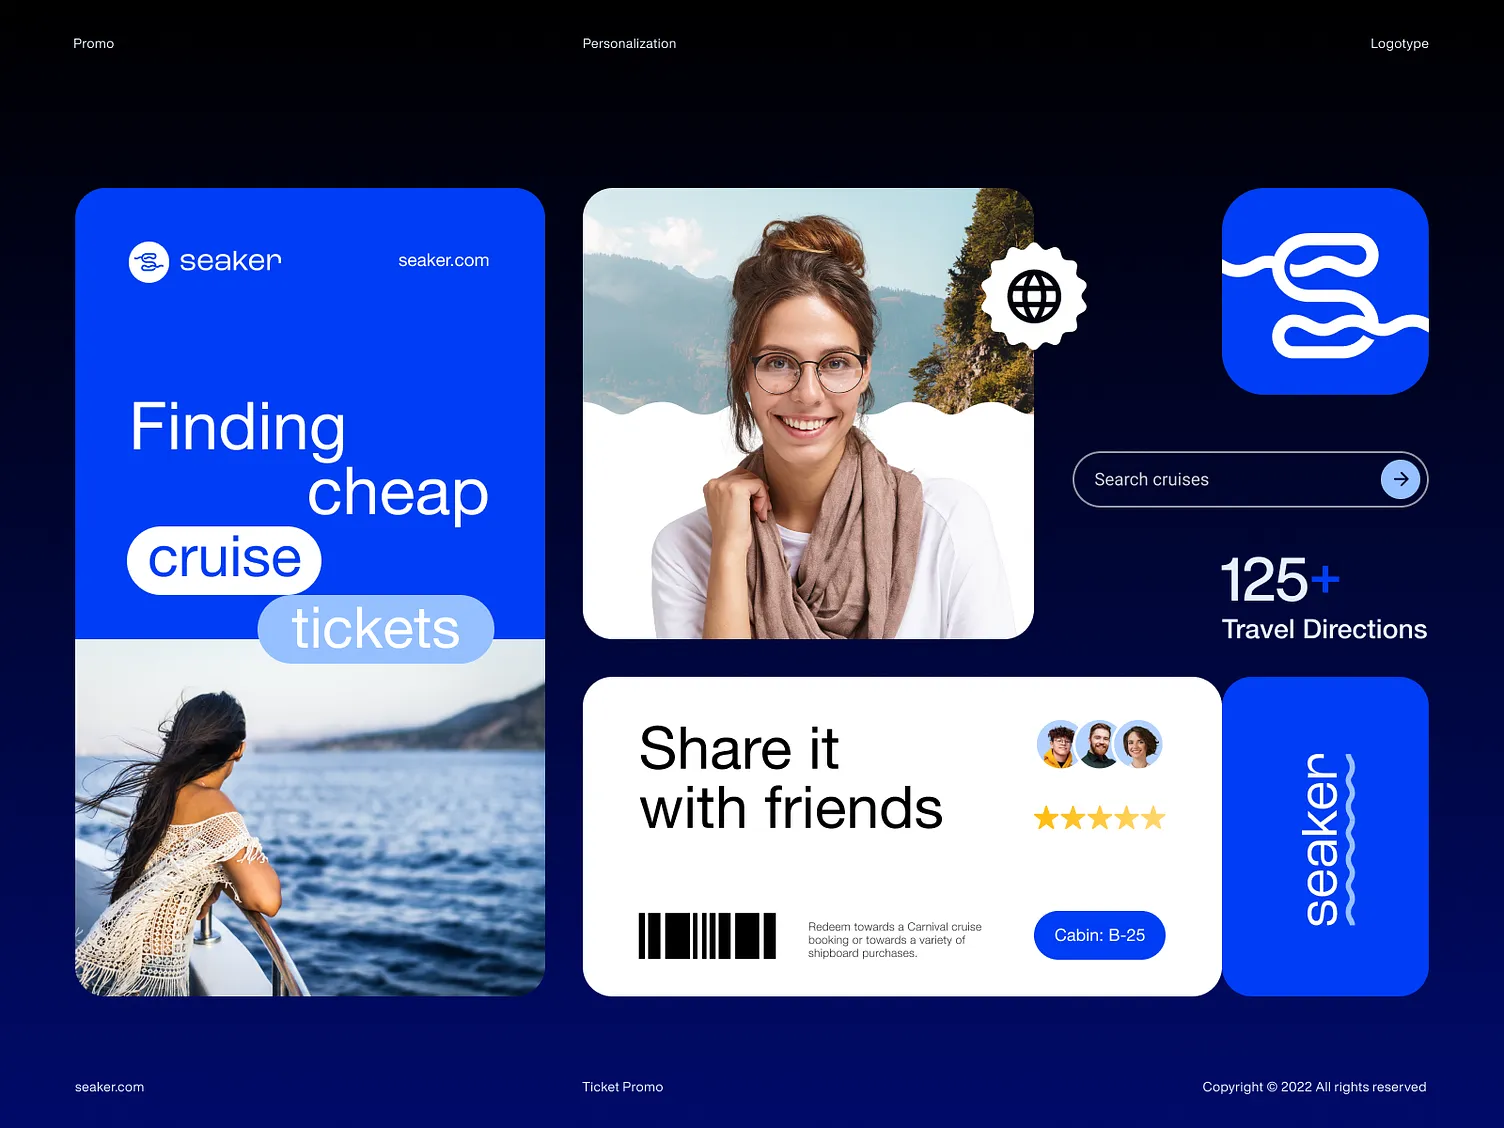 Promo
Personalization
Logotype
seaker
seaker.com
Finding
cheap
cruise
tickets
Search cruises
125+
Travel Directions
Share it
with friends
Redeem towards a Carnival cruise
booking or towards a variety of
shipboard purchases.
Cabin: B-25
seaker
seaker.com
Ticket Promo
Copyright © 2022 All rights reserved